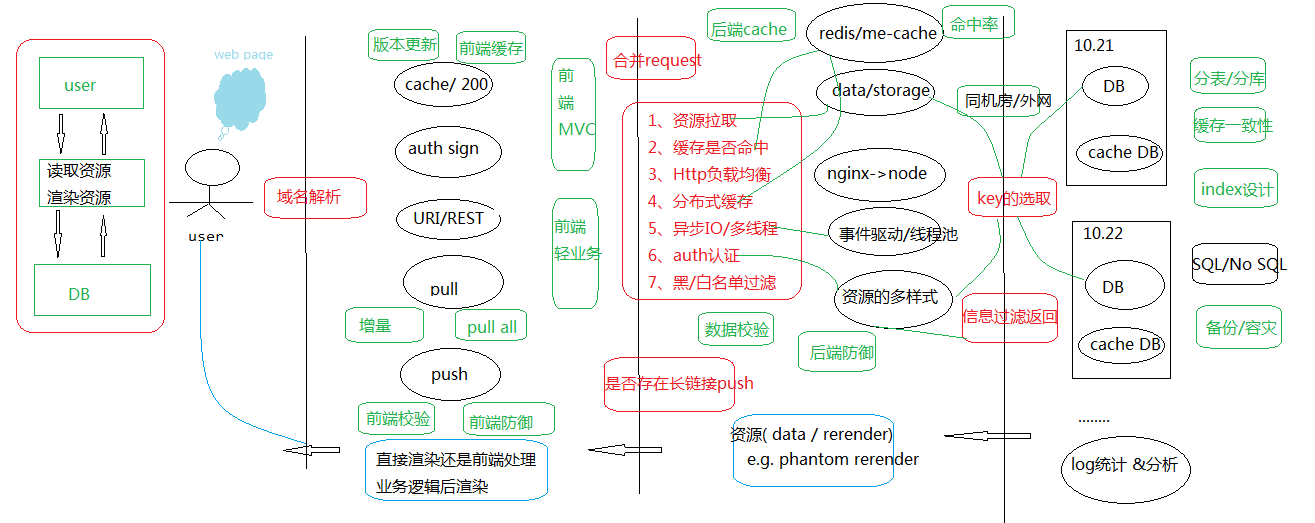 user
读取资源
渲染资源
DB
web page
user
域名解析
版本更新
前端缓存
cache/ 200
auth sign
URI/REST
pull
增量
pull all
push
前端校验
前端防御
直接渲染还是前端处理
业务逻辑后渲染
前
端
MVC
前端
轻业务
合并request
1、资源拉取
2、缓存是否命中
3、Http负载均衡
4、分布式缓存
5、异步IO/多线程
6、auth认证
7、黑/白名单过滤
是否存在长链接push
后端cache
redis/me-cache
命中率
data/storage
同机房/外网
nginx->node
事件驱动/线程池
资源的多样式
数据校验
后端防御
资源( data / rerender)
e.g. phantom rerender
key的选取
信息过滤返回
10.21
DB
cache DB
10.22
DB
cache DB
........
log统计 &分析
分表/分库
缓存一致性
index设计
SQL/No SQL
备份/容灾